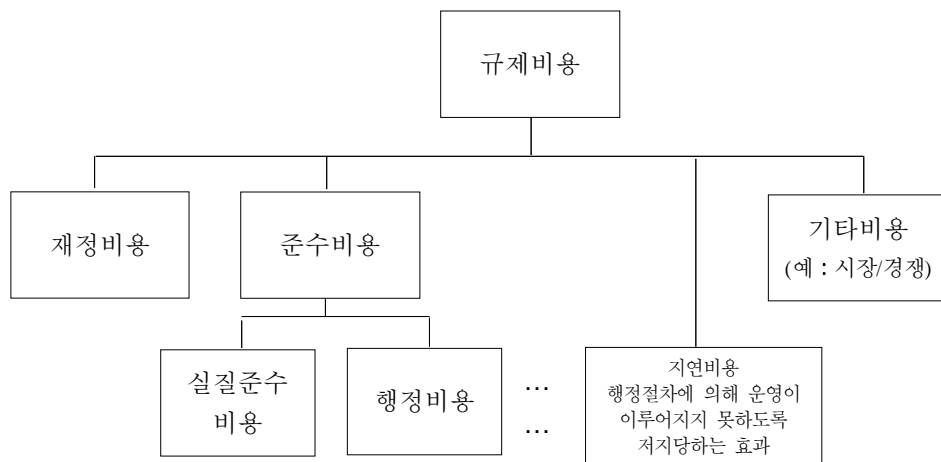 규제비용
재정비용
준수비용
기타비용
(예 : 시장/경쟁)
실질준수
비용
행정비용
...
...
지연비용
행정절차에 의해 운영이
이루어지지 못하도록
저지당하는 효과